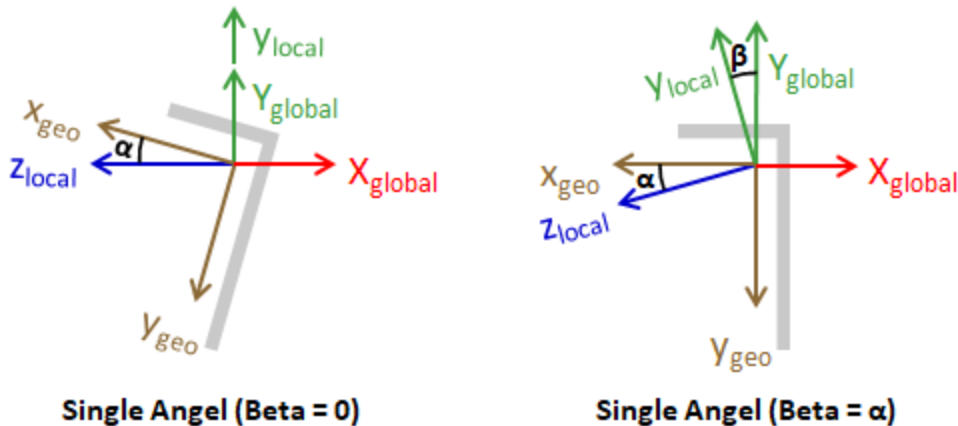 ylocal
Yglobal
xgeo
α
zlocal
Xglobal
ygeo
Single Angel (Beta = 0)
β
ylocal
Yglobal
xgeo
α
zlocal
Xglobal
ygeo
Single Angel (Beta = α)